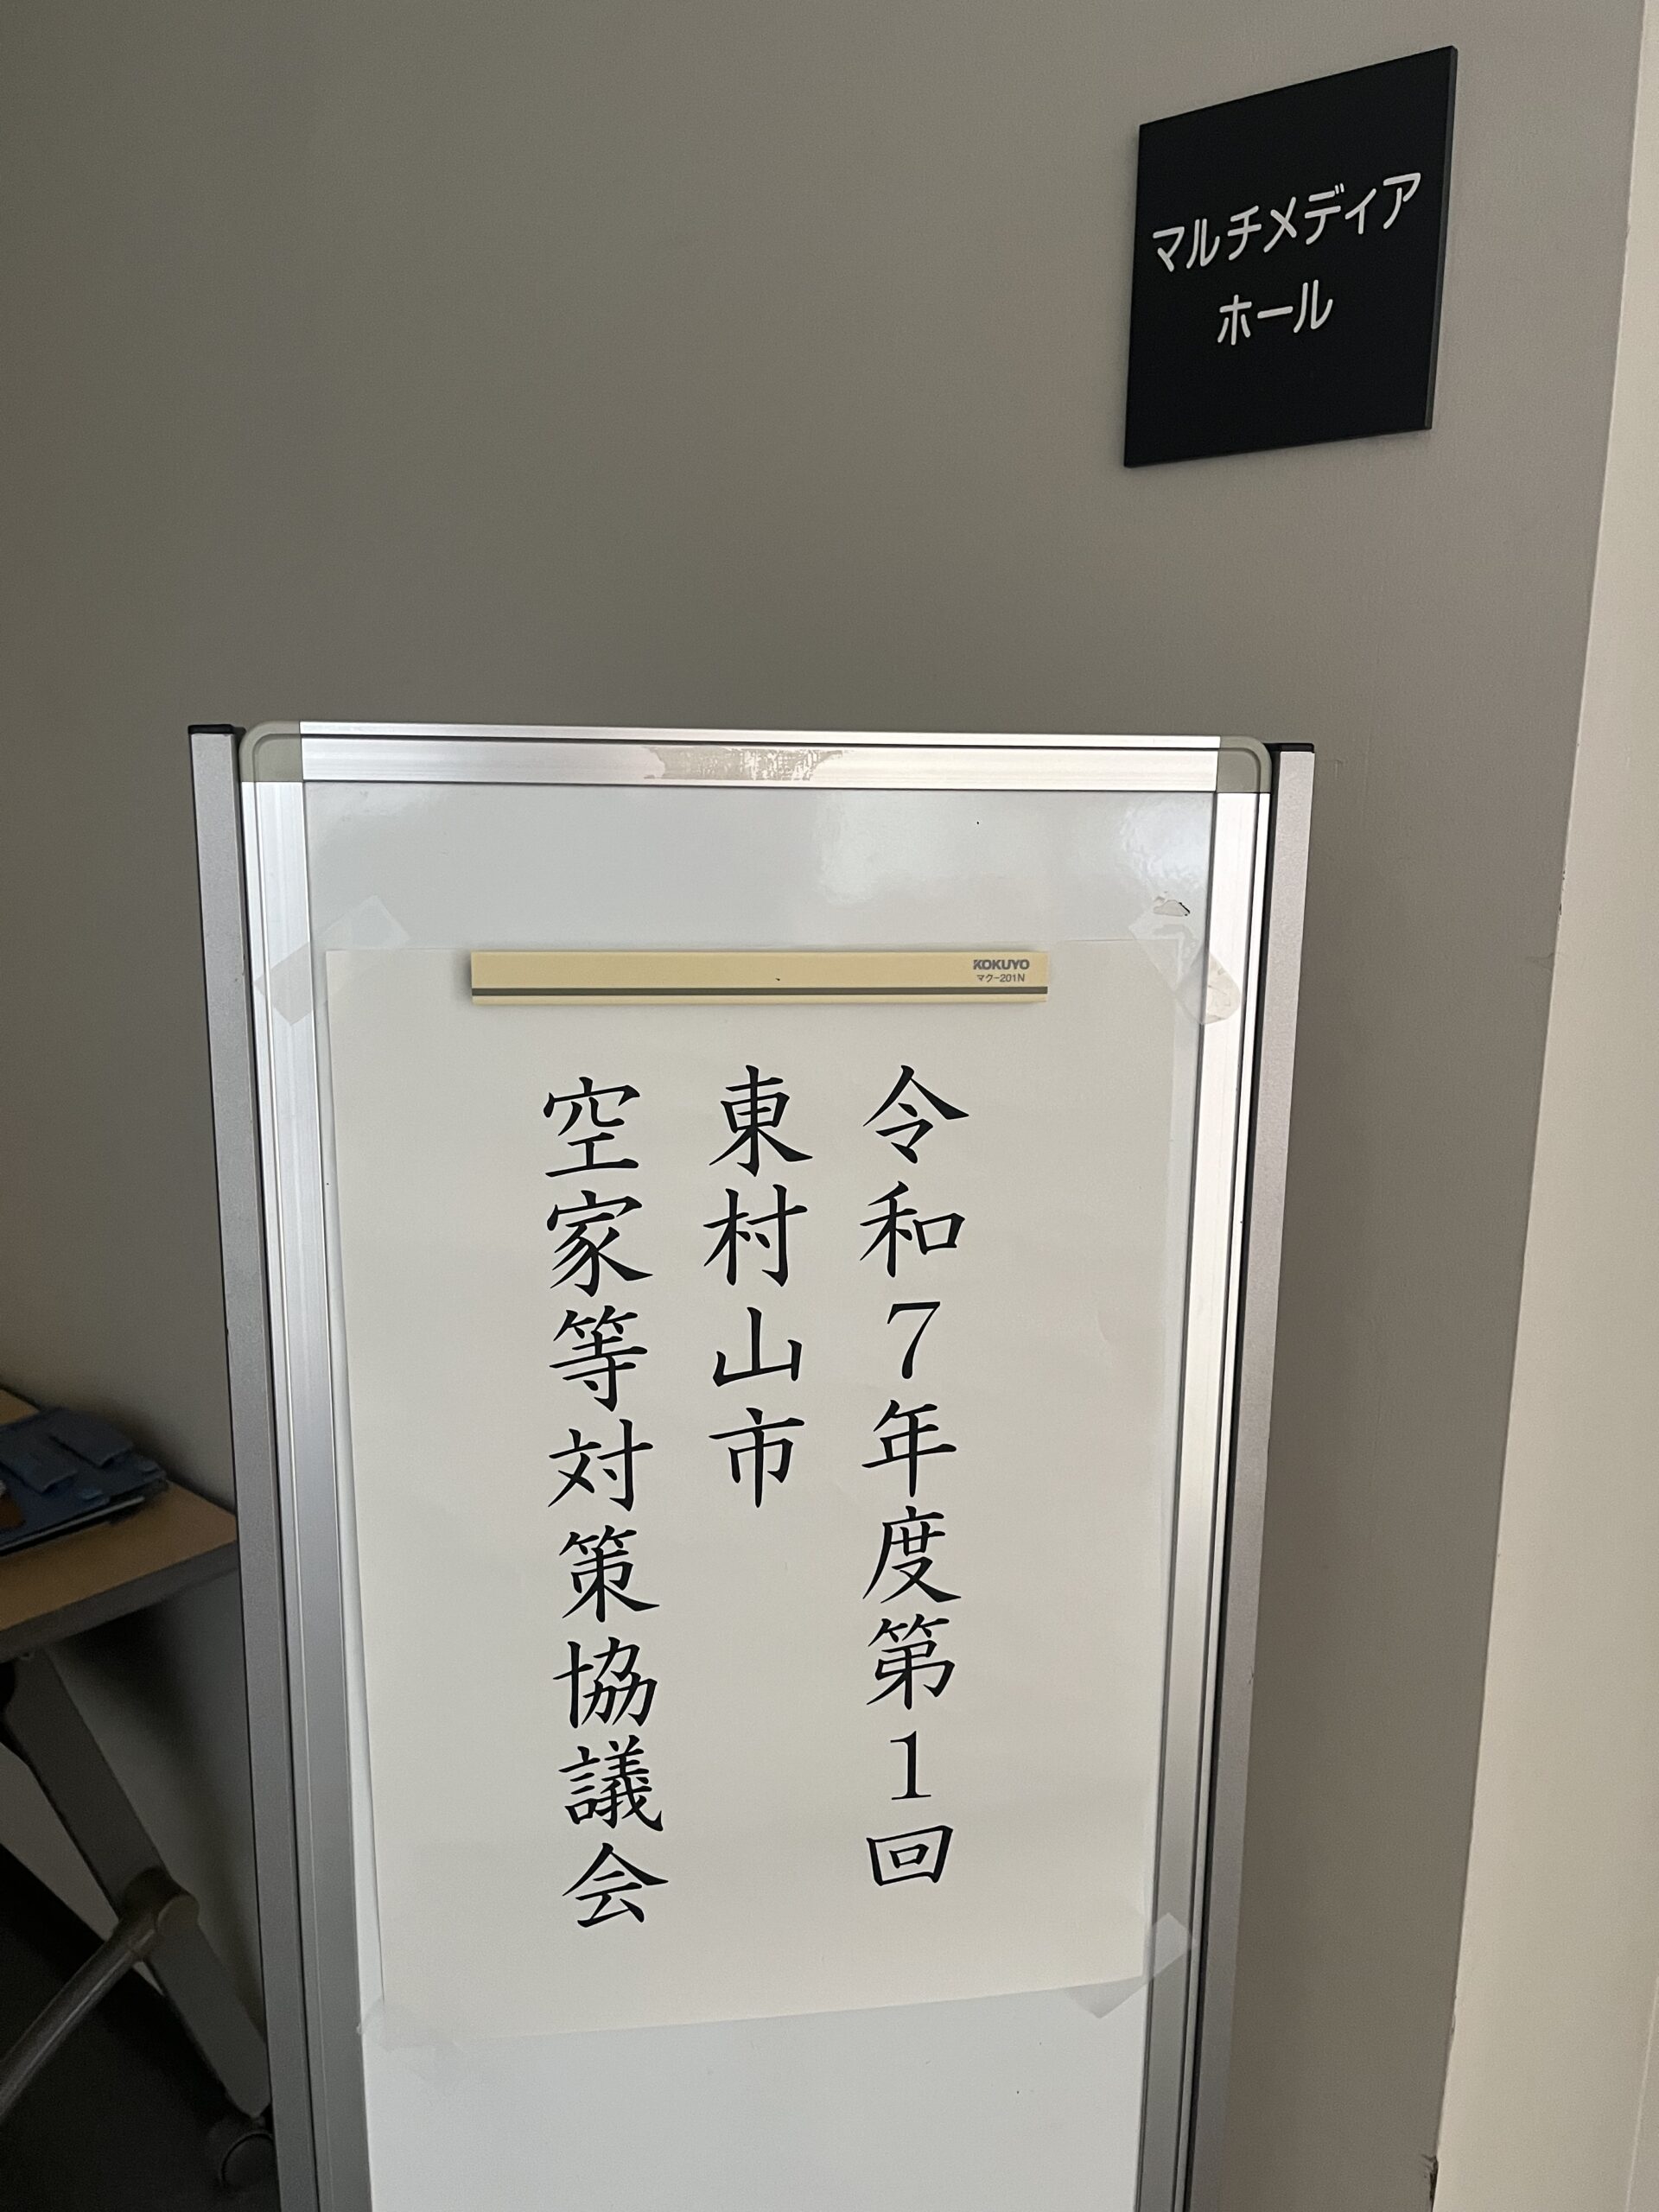 マルチメディア
ホール
KOKUYO
マク-201N
令和7年度第1回
東村山市
空家等対策協議会